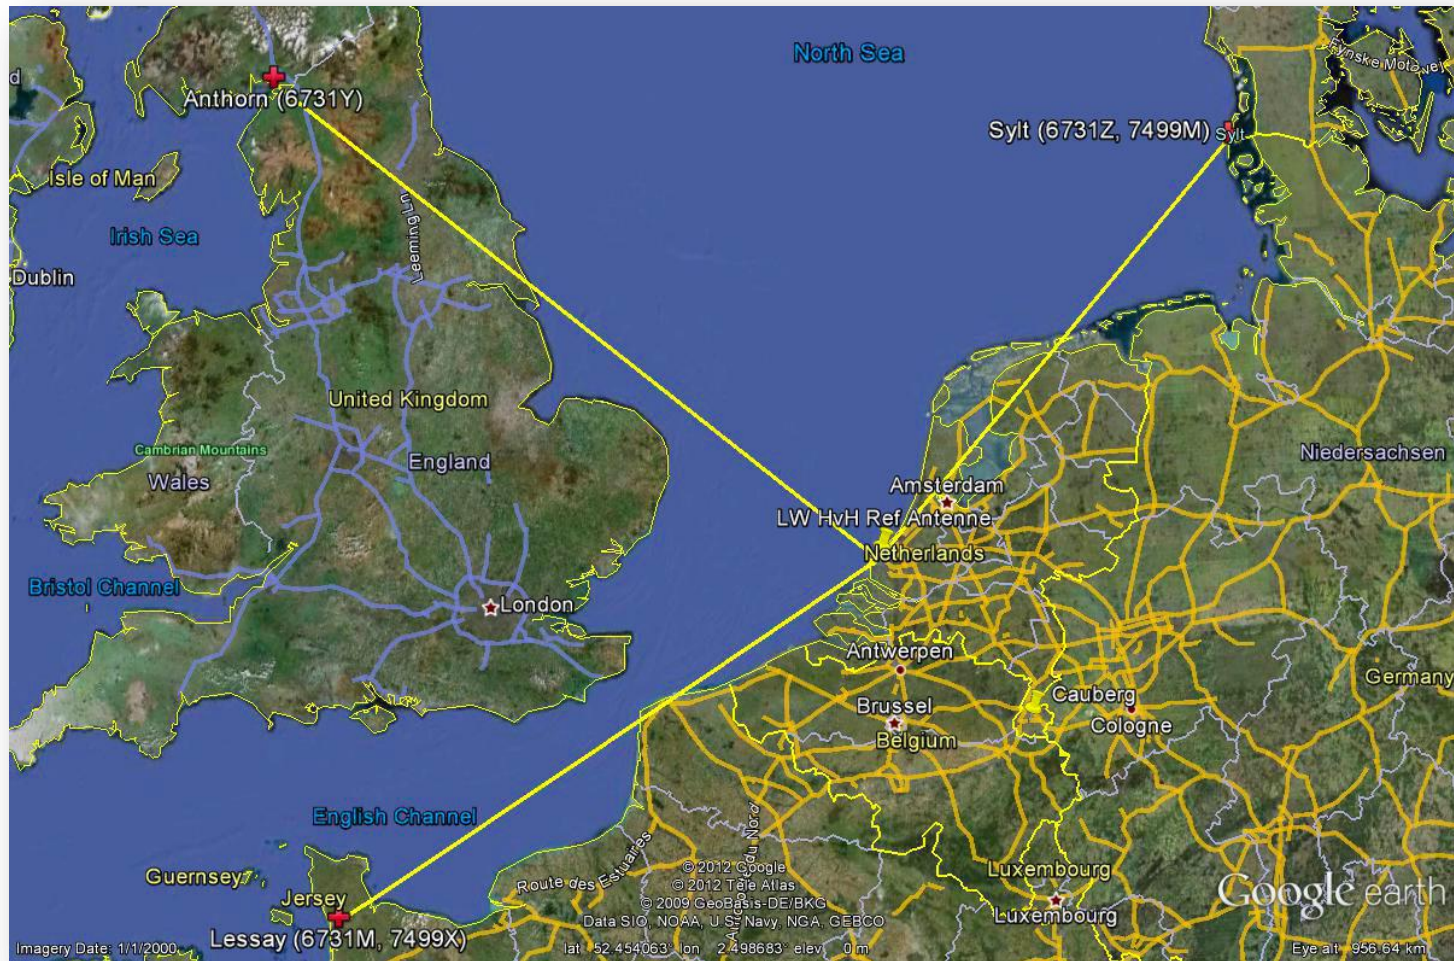 North Sea
Fynske Motovej
d
Anthorn (6731Y)
Sylt (6731Z, 7499M)
Sylt
Isle of Man
Leeming Ln
Irish Sea
Dublin
United Kingdom
Cambrian Mountains
England
Niedersachsen
Wales
Amsterdam
LW HvH Ref Antenne
Netherlands
Bristol Channel
London
Antwerpen
Germany
Cauberg
Brussel
Cologne
Belgium
English Channel
Route des Estuaires
Guernsey
Jersey
Luxembourg
Luxembourg
Lessay (6731M, 7499X)
© 2012 Google
© 2012 Tele Atlas
© 2009 GeoBasis-DE/BKG
Data SIO, NOAA, U.S. Navy, NGA, GEBCO
Google earth
Imagery Date: 1/1/2000
lat 52.454063° lon 2.498683° elev 0 m
Eye alt 956.64 km